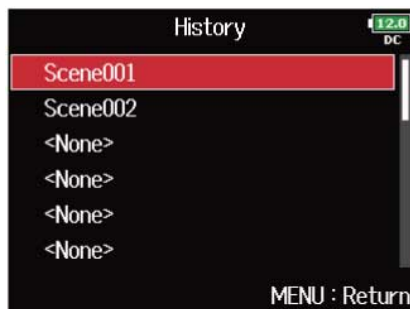 History
12.0
DC
Scene001
Scene002
<None>
<None>
<None>
<None>
MENU : Return